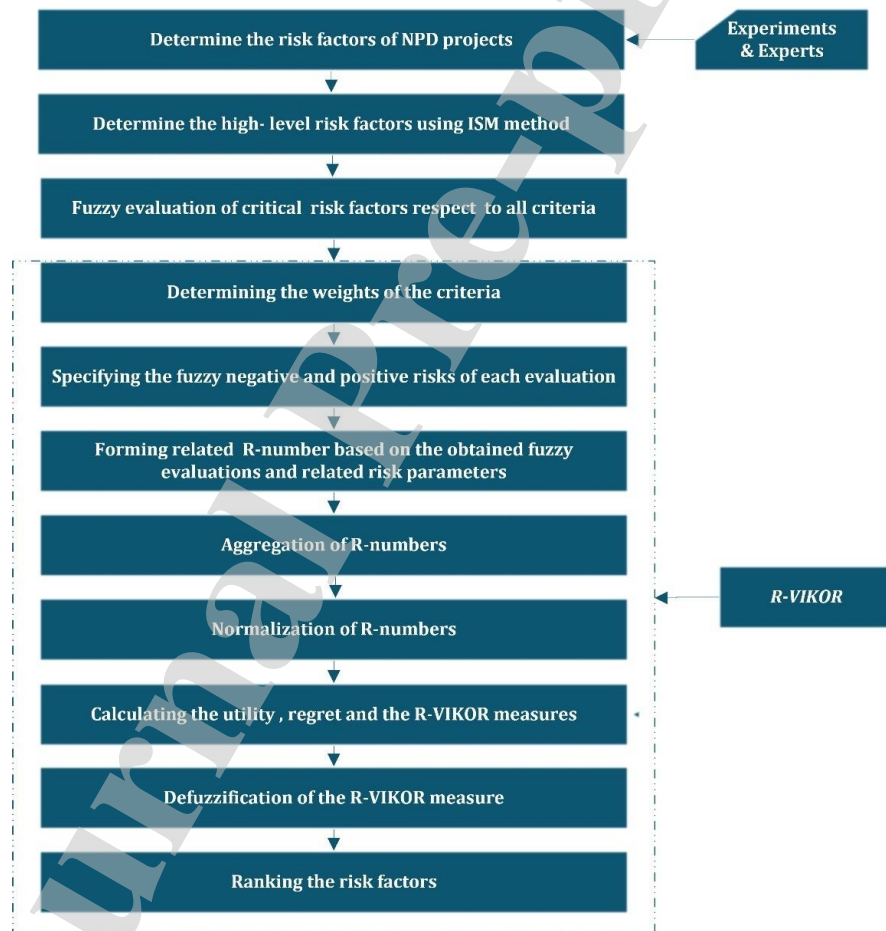 Determine the risk factors of NPD projects
Experiments
& Experts
Determine the high- level risk factors using ISM method
Fuzzy evaluation of critical risk factors respect to all criteria
Determining the weights of the criteria
Specifying the fuzzy negative and positive risks of each evaluation
Forming related R-number based on the obtained fuzzy
evaluations and related risk parameters
Aggregation of R-numbers
R-VIKOR
Normalization of R-numbers
Calculating the utility , regret and the R-VIKOR measures
Defuzzification of the R-VIKOR measure
Ranking the risk factors
urnal Pre-p